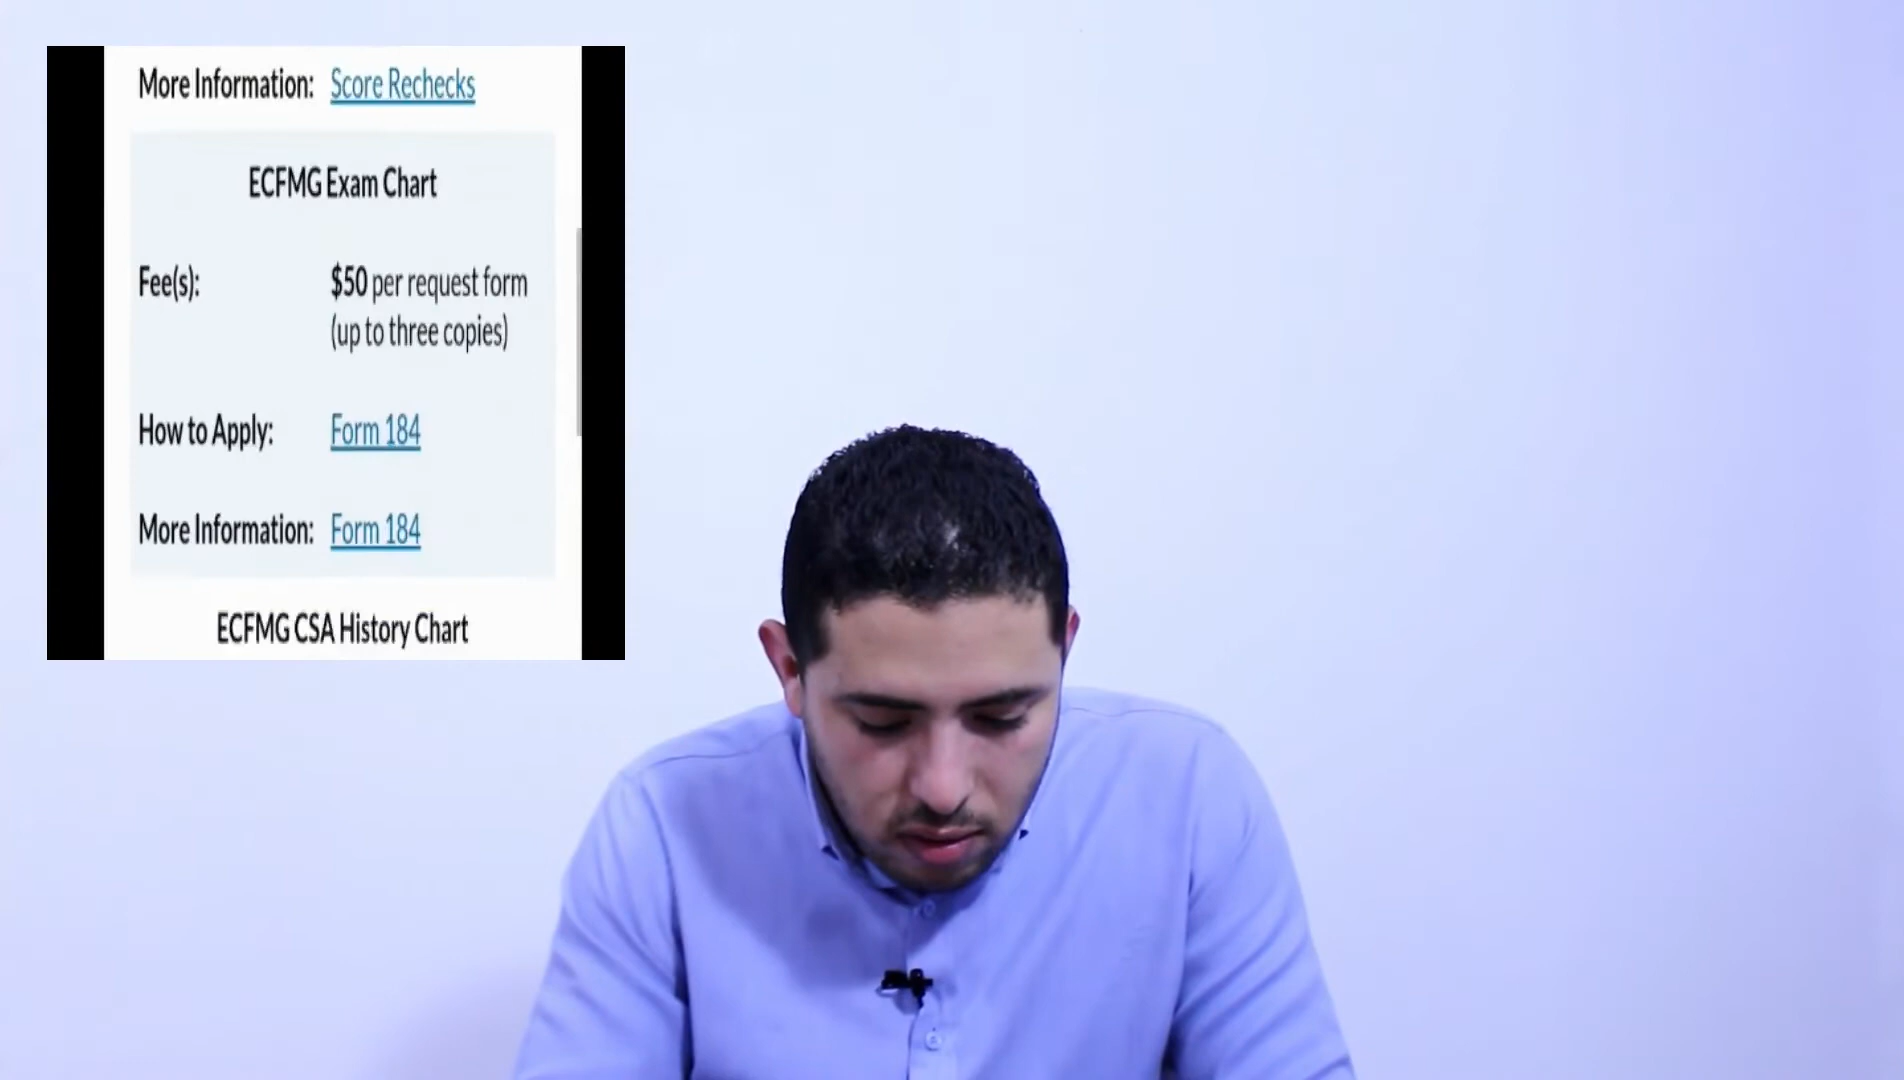 More Information: Score Rechecks
ECFMG Exam Chart
Fee(s): $50 per request form
(up to three copies)
How to Apply: Form 184
More Information: Form 184
ECFMG CSA History Chart